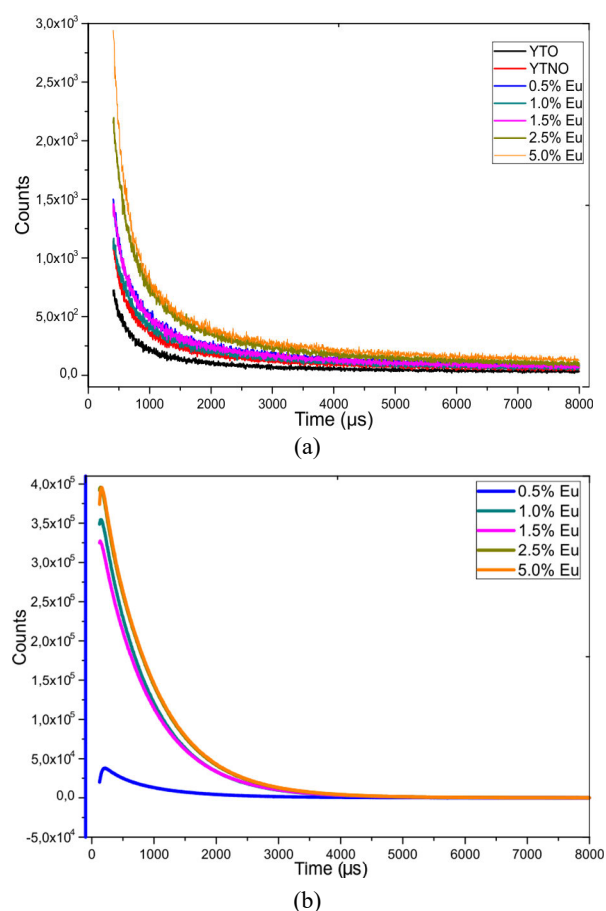 3,0x10³
2,5x10³
2,0x10³
1,5x10³
1,0x10³
5,0x10²
0,0
Counts
YTO
YTNO
0.5% Eu
1.0% Eu
1.5% Eu
2.5% Eu
5.0% Eu
0 1000 2000 3000 4000 5000 6000 7000 8000
Time (µs)
(a)
4,0x10⁵
3,5x10⁵
3,0x10⁵
2,5x10⁵
2,0x10⁵
1,5x10⁵
1,0x10⁵
5,0x10⁴
0,0
-5,0x10⁴
Counts
0.5% Eu
1.0% Eu
1.5% Eu
2.5% Eu
5.0% Eu
0 1000 2000 3000 4000 5000 6000 7000 8000
Time (µs)
(b)